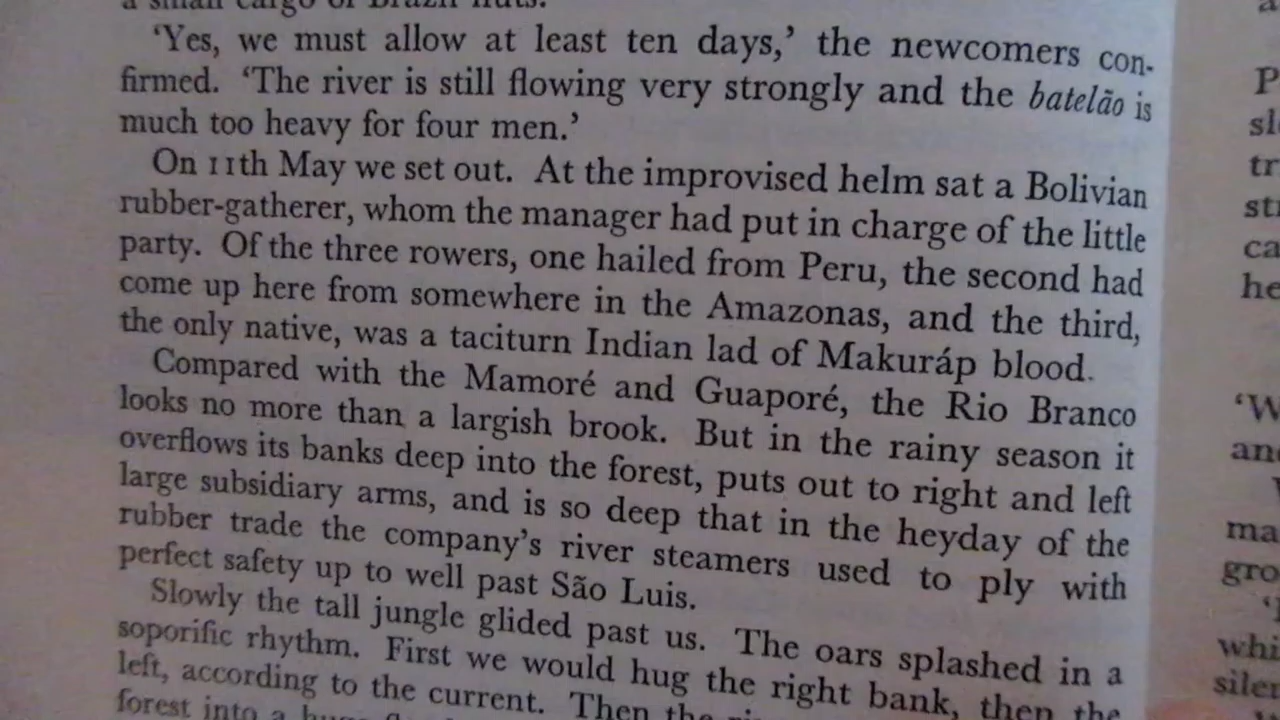 a small cargo of Brazil nuts.
‘Yes, we must allow at least ten days,’ the newcomers con-
firmed. ‘The river is still flowing very strongly and the batelão is
much too heavy for four men.’
On 11th May we set out. At the improvised helm sat a Bolivian
rubber-gatherer, whom the manager had put in charge of the little
party. Of the three rowers, one hailed from Peru, the second had
come up here from somewhere in the Amazonas, and the third,
the only native, was a taciturn Indian lad of Makuráp blood.
Compared with the Mamoré and Guaporé, the Rio Branco
looks no more than a largish brook. But in the rainy season it
overflows its banks deep into the forest, puts out to right and left
large subsidiary arms, and is so deep that in the heyday of the
rubber trade the company’s river steamers used to ply with
perfect safety up to well past São Luis.
Slowly the tall jungle glided past us. The oars splashed in a
soporific rhythm. First we would hug the right bank, then the
left, according to the current. Then the
forest into a